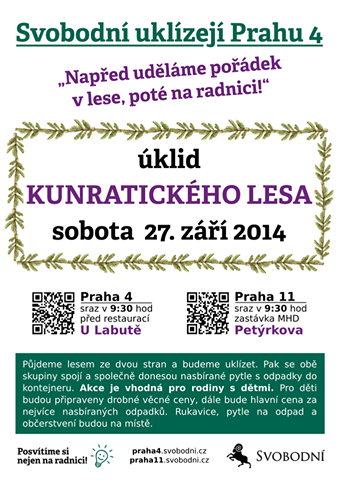 Svobodní uklízejí Prahu 4
„Napřed uděláme pořádek
v lese, poté na radnici!“
úklid
KUNRATICKÉHO LESA
sobota 27. září 2014
Praha 4
sraz v 9:30 hod
před restaurací
U Labutě
Praha 11
sraz v 9:30 hod
zastávka MHD
Petýrkova
Půjdeme lesem ze dvou stran a budeme uklízet. Pak se obě
skupiny spojí a společně donesou nasbírané pytle s odpadky do
kontejneru. Akce je vhodná pro rodiny s dětmi. Pro děti
budou připraveny drobné věcné ceny, dále bude hlavní cena za
nejvíce nasbíraných odpadků. Rukavice, pytle na odpad a
občerstvení budou na místě.
Posvítíme si
nejen na radnici!
praha4.svobodni.cz
praha11.svobodni.cz
SVOBODNÍ